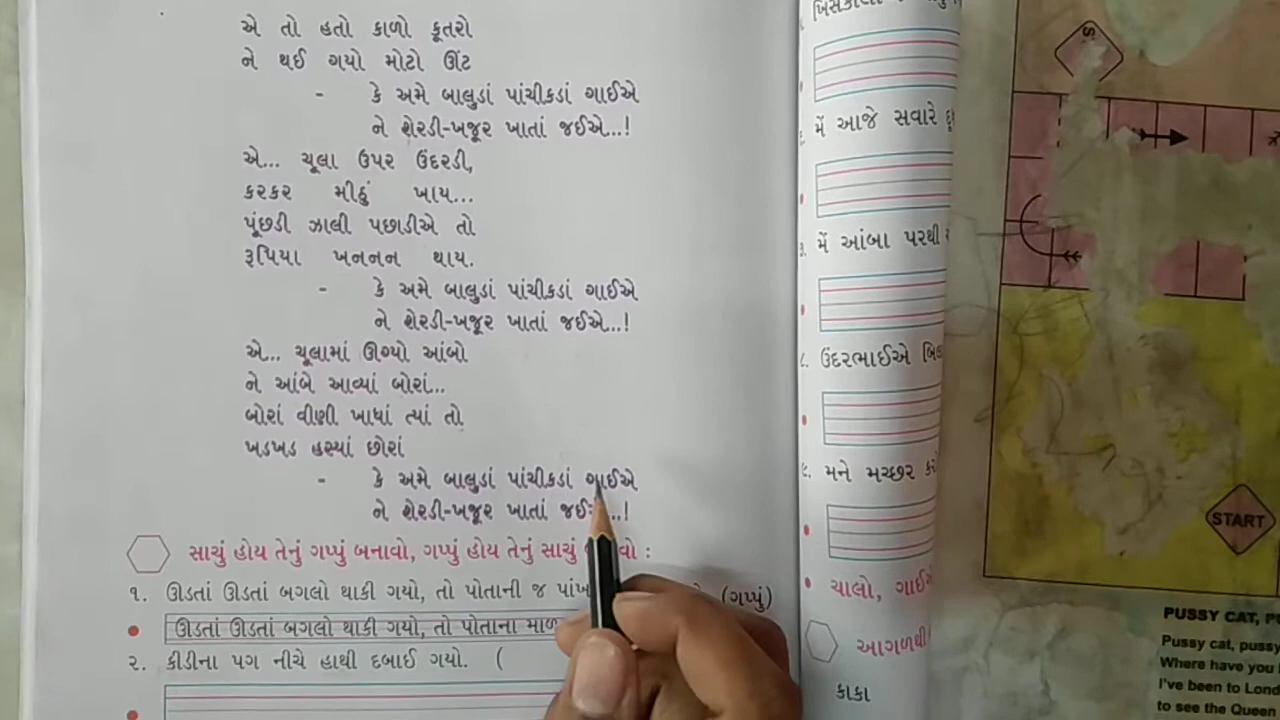 એ તો હતો કાળો કૂતરો
ને થઈ ગયો મોટો ઊંટ
- કે અમે બાલુડાં પાંચીકડાં ગાઈએ
ને શેરડી-ખજૂર ખાતાં જઈએ...!
એ... ચૂલા ઉપર ઉંદરડી,
કરકર મીઠું ખાય...
પૂંછડી ઝાલી પછાડીએ તો
રૂપિયા ખનનન થાય.
- કે અમે બાલુડાં પાંચીકડાં ગાઈએ
ને શેરડી-ખજૂર ખાતાં જઈએ...!
એ... ચૂલામાં ઊગ્યો આંબો
ને આંબે આવ્યાં બોરાં...
બોરાં વીણી ખાધાં ત્યાં તો
ખડખડ હસ્યાં છોરાં
- કે અમે બાલુડાં પાંચીકડાં ગાઈએ
ને શેરડી-ખજૂર ખાતાં ...!
સાચું હોય તેનું ગપ્પું બનાવો, ગપ્પું હોય તેનું સાચું :
૧. ઊડતાં ઊડતાં બગલો થાકી ગયો, તો પોતાની જ (ગપ્પું)
• ઊડતાં ઊડતાં બગલો થાકી ગયો, તો પોતાના
૨. કીડીના પગ નીચે હાથી દબાઈ ગયો. (
મેં આજે સવારે
મેં આંબા પરથી
૮. ઉંદરભાઈએ
૯. મને મચ્છર
• ચાલો,
કાકા
START
PUSSY CAT,
Pussy cat, pussy
Where have you
I've been to
to see the Queen